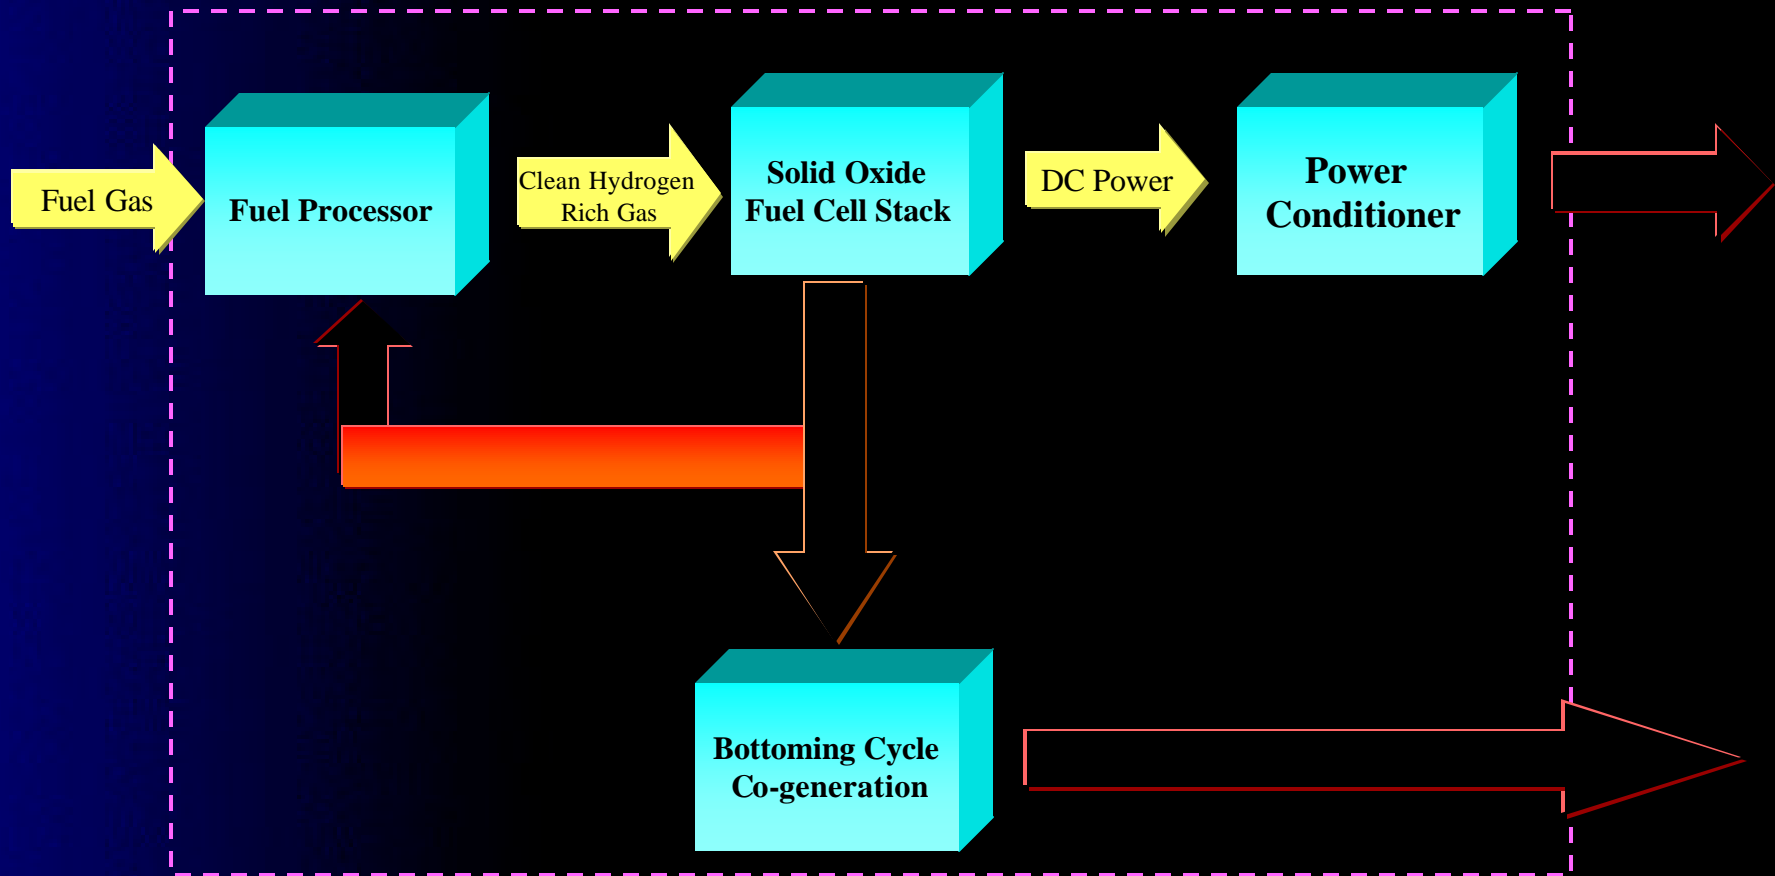 Fuel Gas
Fuel Processor
Clean Hydrogen
Rich Gas
Solid Oxide
Fuel Cell Stack
DC Power
Power
Conditioner
Bottoming Cycle
Co-generation